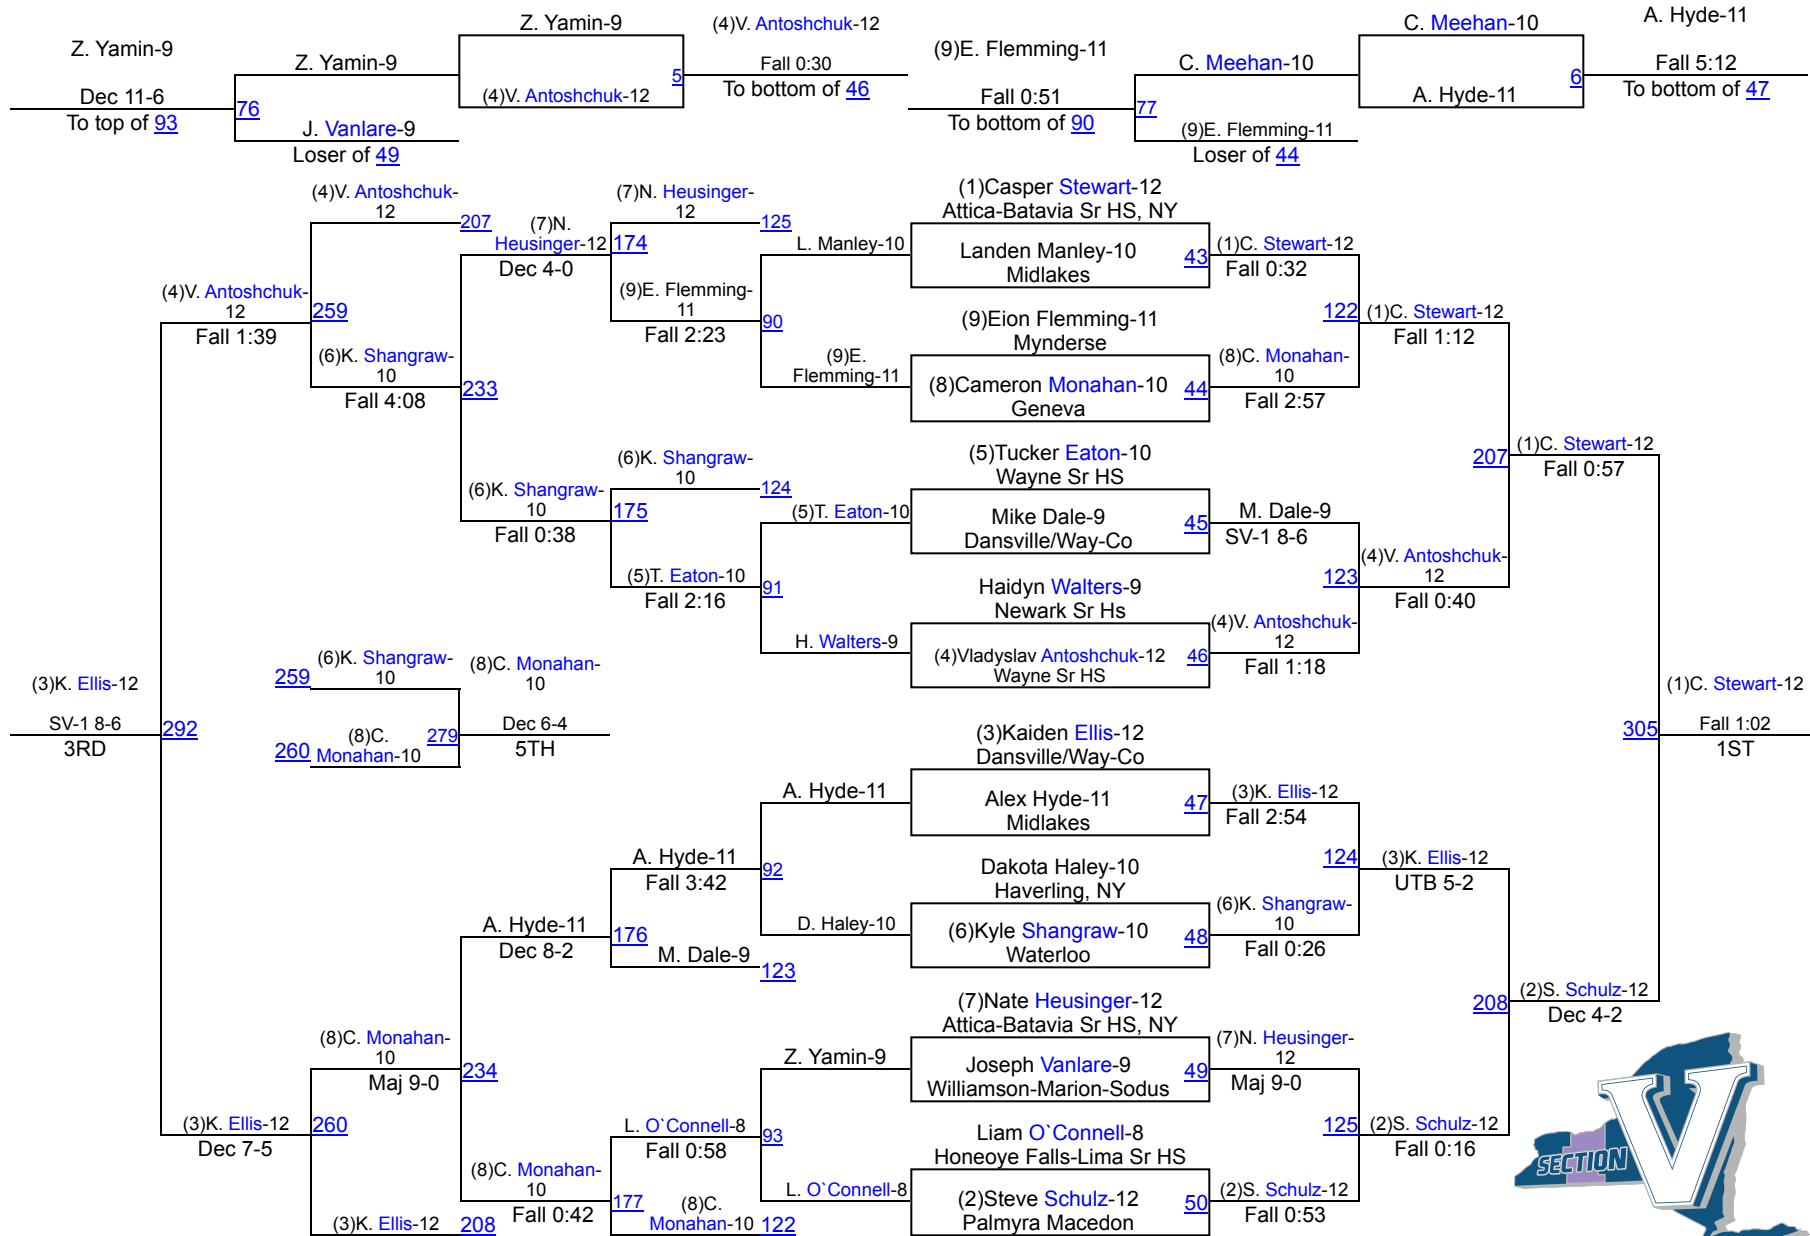 Z. Yamin-9
Dec 11-6
To top of 93
Z. Yamin-9
76
J. Vanlare-9
Loser of 49
Z. Yamin-9
(4)V. Antoshchuk-12
5
(4)V. Antoshchuk-12
Fall 0:30
To bottom of 46
(9)E. Flemming-11
Fall 0:51
To bottom of 90
C. Meehan-10
77
(9)E. Flemming-11
Loser of 44
C. Meehan-10
A. Hyde-11
6
A. Hyde-11
Fall 5:12
To bottom of 47
(1)Casper Stewart-12
Attica-Batavia Sr HS, NY
Landen Manley-10
Midlakes
43
(9)Eion Flemming-11
Mynderse
(8)Cameron Monahan-10
Geneva
44
(5)Tucker Eaton-10
Wayne Sr HS
Mike Dale-9
Dansville/Way-Co
45
Haidyn Walters-9
Newark Sr Hs
(4)Vladyslav Antoshchuk-12
Wayne Sr HS
46
(3)Kaiden Ellis-12
Dansville/Way-Co
Alex Hyde-11
Midlakes
47
Dakota Haley-10
Haverling, NY
(6)Kyle Shangraw-10
Waterloo
48
(7)Nate Heusinger-12
Attica-Batavia Sr HS, NY
Joseph Vanlare-9
Williamson-Marion-Sodus
49
Liam O`Connell-8
Honeoye Falls-Lima Sr HS
(2)Steve Schulz-12
Palmyra Macedon
50
(1)C. Stewart-12
Fall 0:32
122
(8)C. Monahan-
10
Fall 2:57
M. Dale-9
SV-1 8-6
123
(4)V. Antoshchuk-
12
Fall 1:18
(3)K. Ellis-12
Fall 2:54
124
(6)K. Shangraw-
10
Fall 0:26
(7)N. Heusinger-
12
Maj 9-0
125
(2)S. Schulz-12
Fall 0:53
(1)C. Stewart-12
Fall 1:12
207
(4)V. Antoshchuk-
12
Fall 0:40
(3)K. Ellis-12
UTB 5-2
208
(2)S. Schulz-12
Fall 0:16
(1)C. Stewart-12
Fall 0:57
305
(2)S. Schulz-12
Dec 4-2
(1)C. Stewart-12
Fall 1:02
1ST
L. Manley-10
90
(9)E.
Flemming-11
(5)T. Eaton-10
91
H. Walters-9
A. Hyde-11
92
D. Haley-10
Z. Yamin-9
93
L. O`Connell-8
(7)N. Heusinger-
12
125
174
(9)E. Flemming-
11
Fall 2:23
(6)K. Shangraw-
10
124
175
(5)T. Eaton-10
Fall 2:16
A. Hyde-11
Fall 3:42
176
M. Dale-9
123
L. O`Connell-8
Fall 0:58
177
(8)C.
Monahan-10
122
(7)N.
Heusinger-12
Dec 4-0
233
(6)K. Shangraw-
10
Fall 0:38
A. Hyde-11
Dec 8-2
234
(8)C. Monahan-
10
Fall 0:42
(4)V. Antoshchuk-
12
207
259
(6)K. Shangraw-
10
Fall 4:08
(8)C. Monahan-
10
Maj 9-0
260
(3)K. Ellis-12
208
(4)V. Antoshchuk-
12
Fall 1:39
292
(3)K. Ellis-12
Dec 7-5
(3)K. Ellis-12
SV-1 8-6
3RD
259
(6)K. Shangraw-
10
260
(8)C.
Monahan-10
279
(8)C. Monahan-
10
Dec 6-4
5TH
SECTION
V